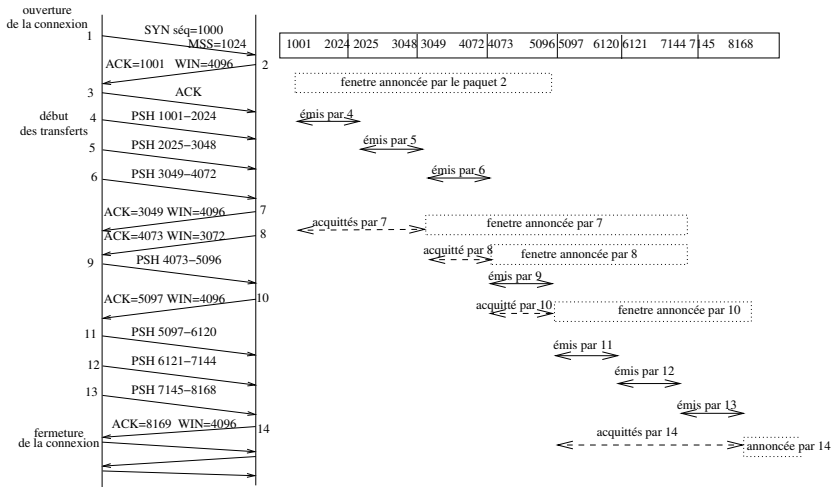 ouverture
de la connexion
1
SYN séq=1000
MSS=1024
ACK=1001 WIN=4096
2
3
ACK
début
des transferts
4
PSH 1001−2024
5
PSH 2025−3048
6
PSH 3049−4072
ACK=3049 WIN=4096
7
ACK=4073 WIN=3072
8
9
PSH 4073−5096
ACK=5097 WIN=4096
10
11
PSH 5097−6120
12
PSH 6121−7144
13
PSH 7145−8168
ACK=8169 WIN=4096
14
fermeture
de la connexion
1001 2024 2025 3048 3049 4072 4073 5096 5097 6120 6121 7144 7145 8168
fenetre annoncée par le paquet 2
émis par 4
émis par 5
émis par 6
acquittés par 7
fenetre annoncée par 7
acquitté par 8
fenetre annoncée par 8
émis par 9
acquitté par 10
fenetre annoncée par 10
émis par 11
émis par 12
émis par 13
acquittés par 14
annoncée par 14